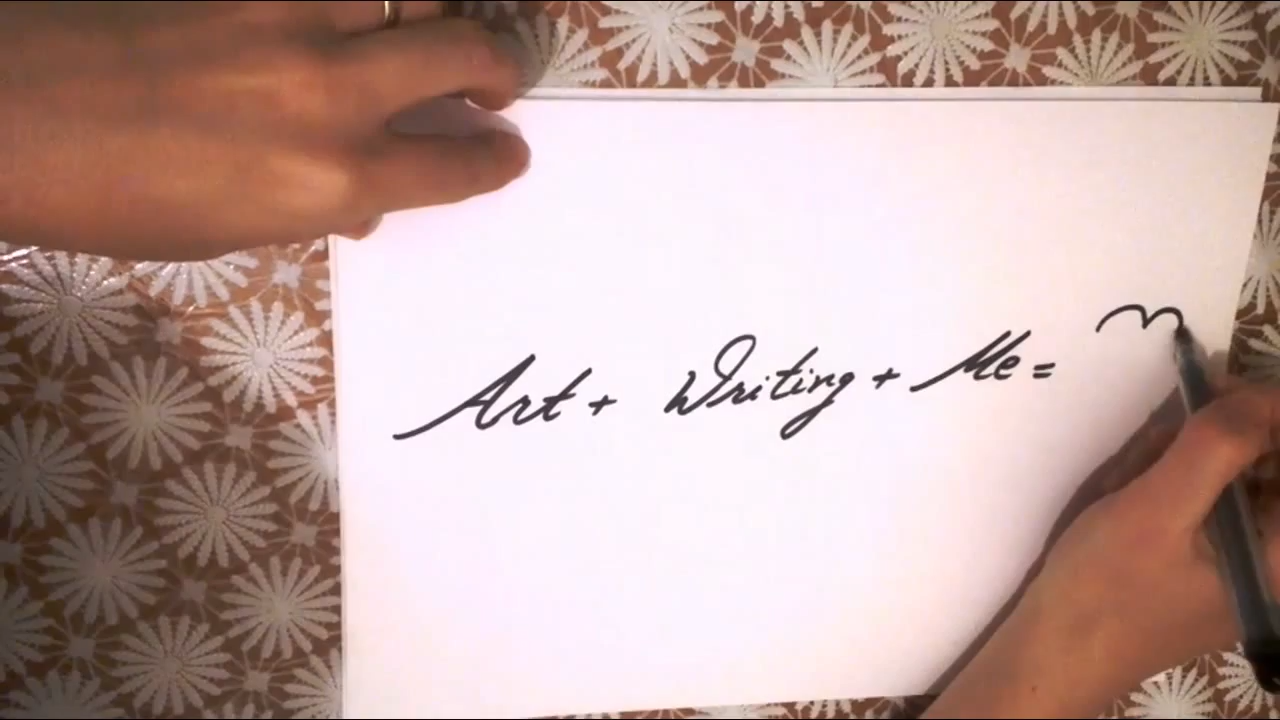 Art + Writing + Me =